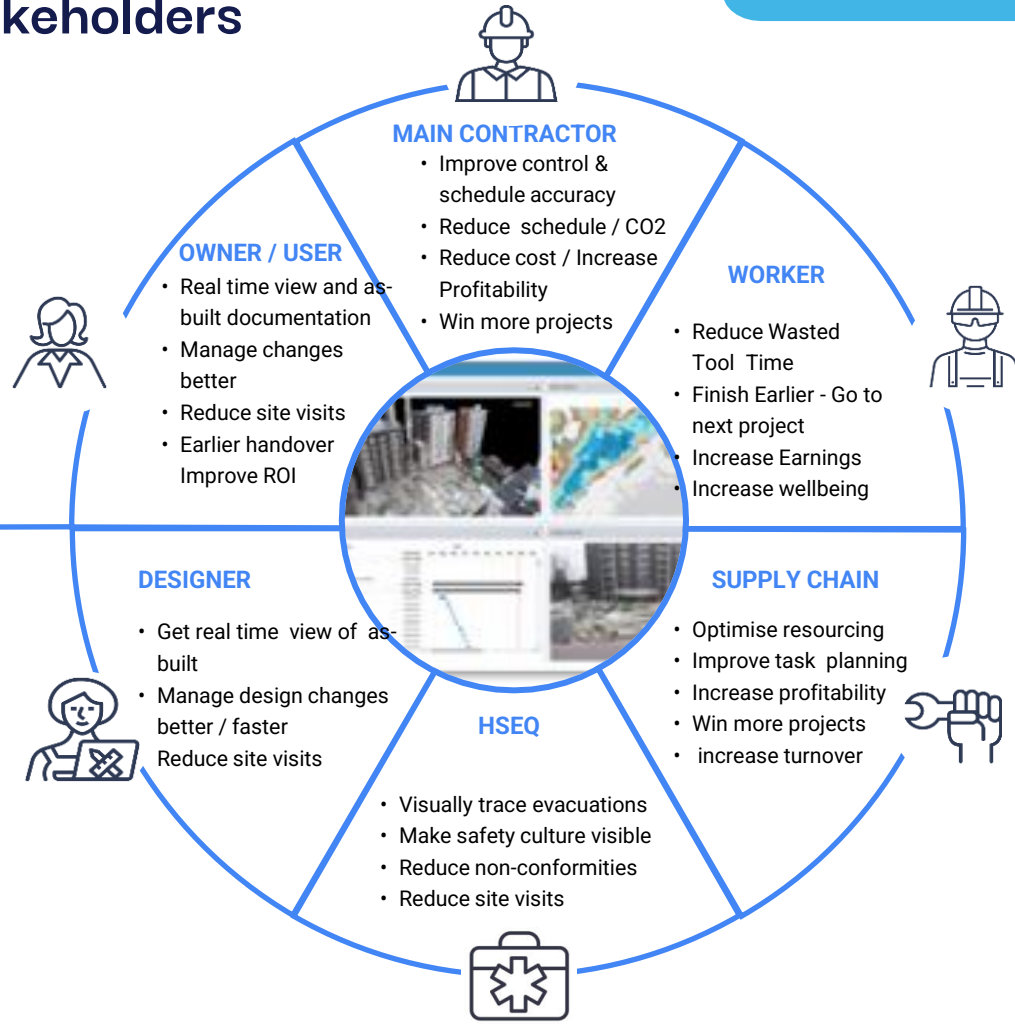 keholders
MAIN CONTRACTOR
• Improve control &
schedule accuracy
• Reduce schedule / CO2
• Reduce cost / Increase
Profitability
• Win more projects
OWNER / USER
• Real time view and as-
built documentation
• Manage changes
better
• Reduce site visits
• Earlier handover
Improve ROI
WORKER
• Reduce Wasted
Tool Time
• Finish Earlier - Go to
next project
• Increase Earnings
• Increase wellbeing
DESIGNER
• Get real time view of as-
built
• Manage design changes
better / faster
Reduce site visits
SUPPLY CHAIN
• Optimise resourcing
• Improve task planning
• Increase profitability
• Win more projects
• increase turnover
HSEQ
• Visually trace evacuations
• Make safety culture visible
• Reduce non-conformities
• Reduce site visits